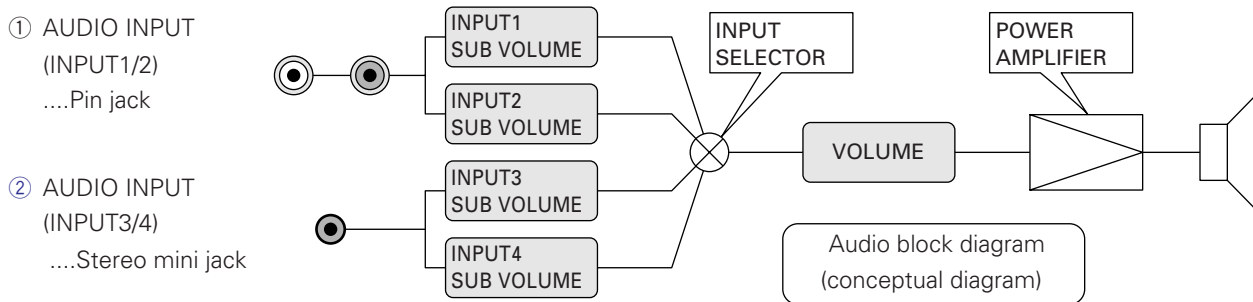 ① AUDIO INPUT
(INPUT1/2)
....Pin jack
② AUDIO INPUT
(INPUT3/4)
....Stereo mini jack
INPUT1
SUB VOLUME
INPUT2
SUB VOLUME
INPUT3
SUB VOLUME
INPUT4
SUB VOLUME
INPUT
SELECTOR
VOLUME
POWER
AMPLIFIER
Audio block diagram
(conceptual diagram)